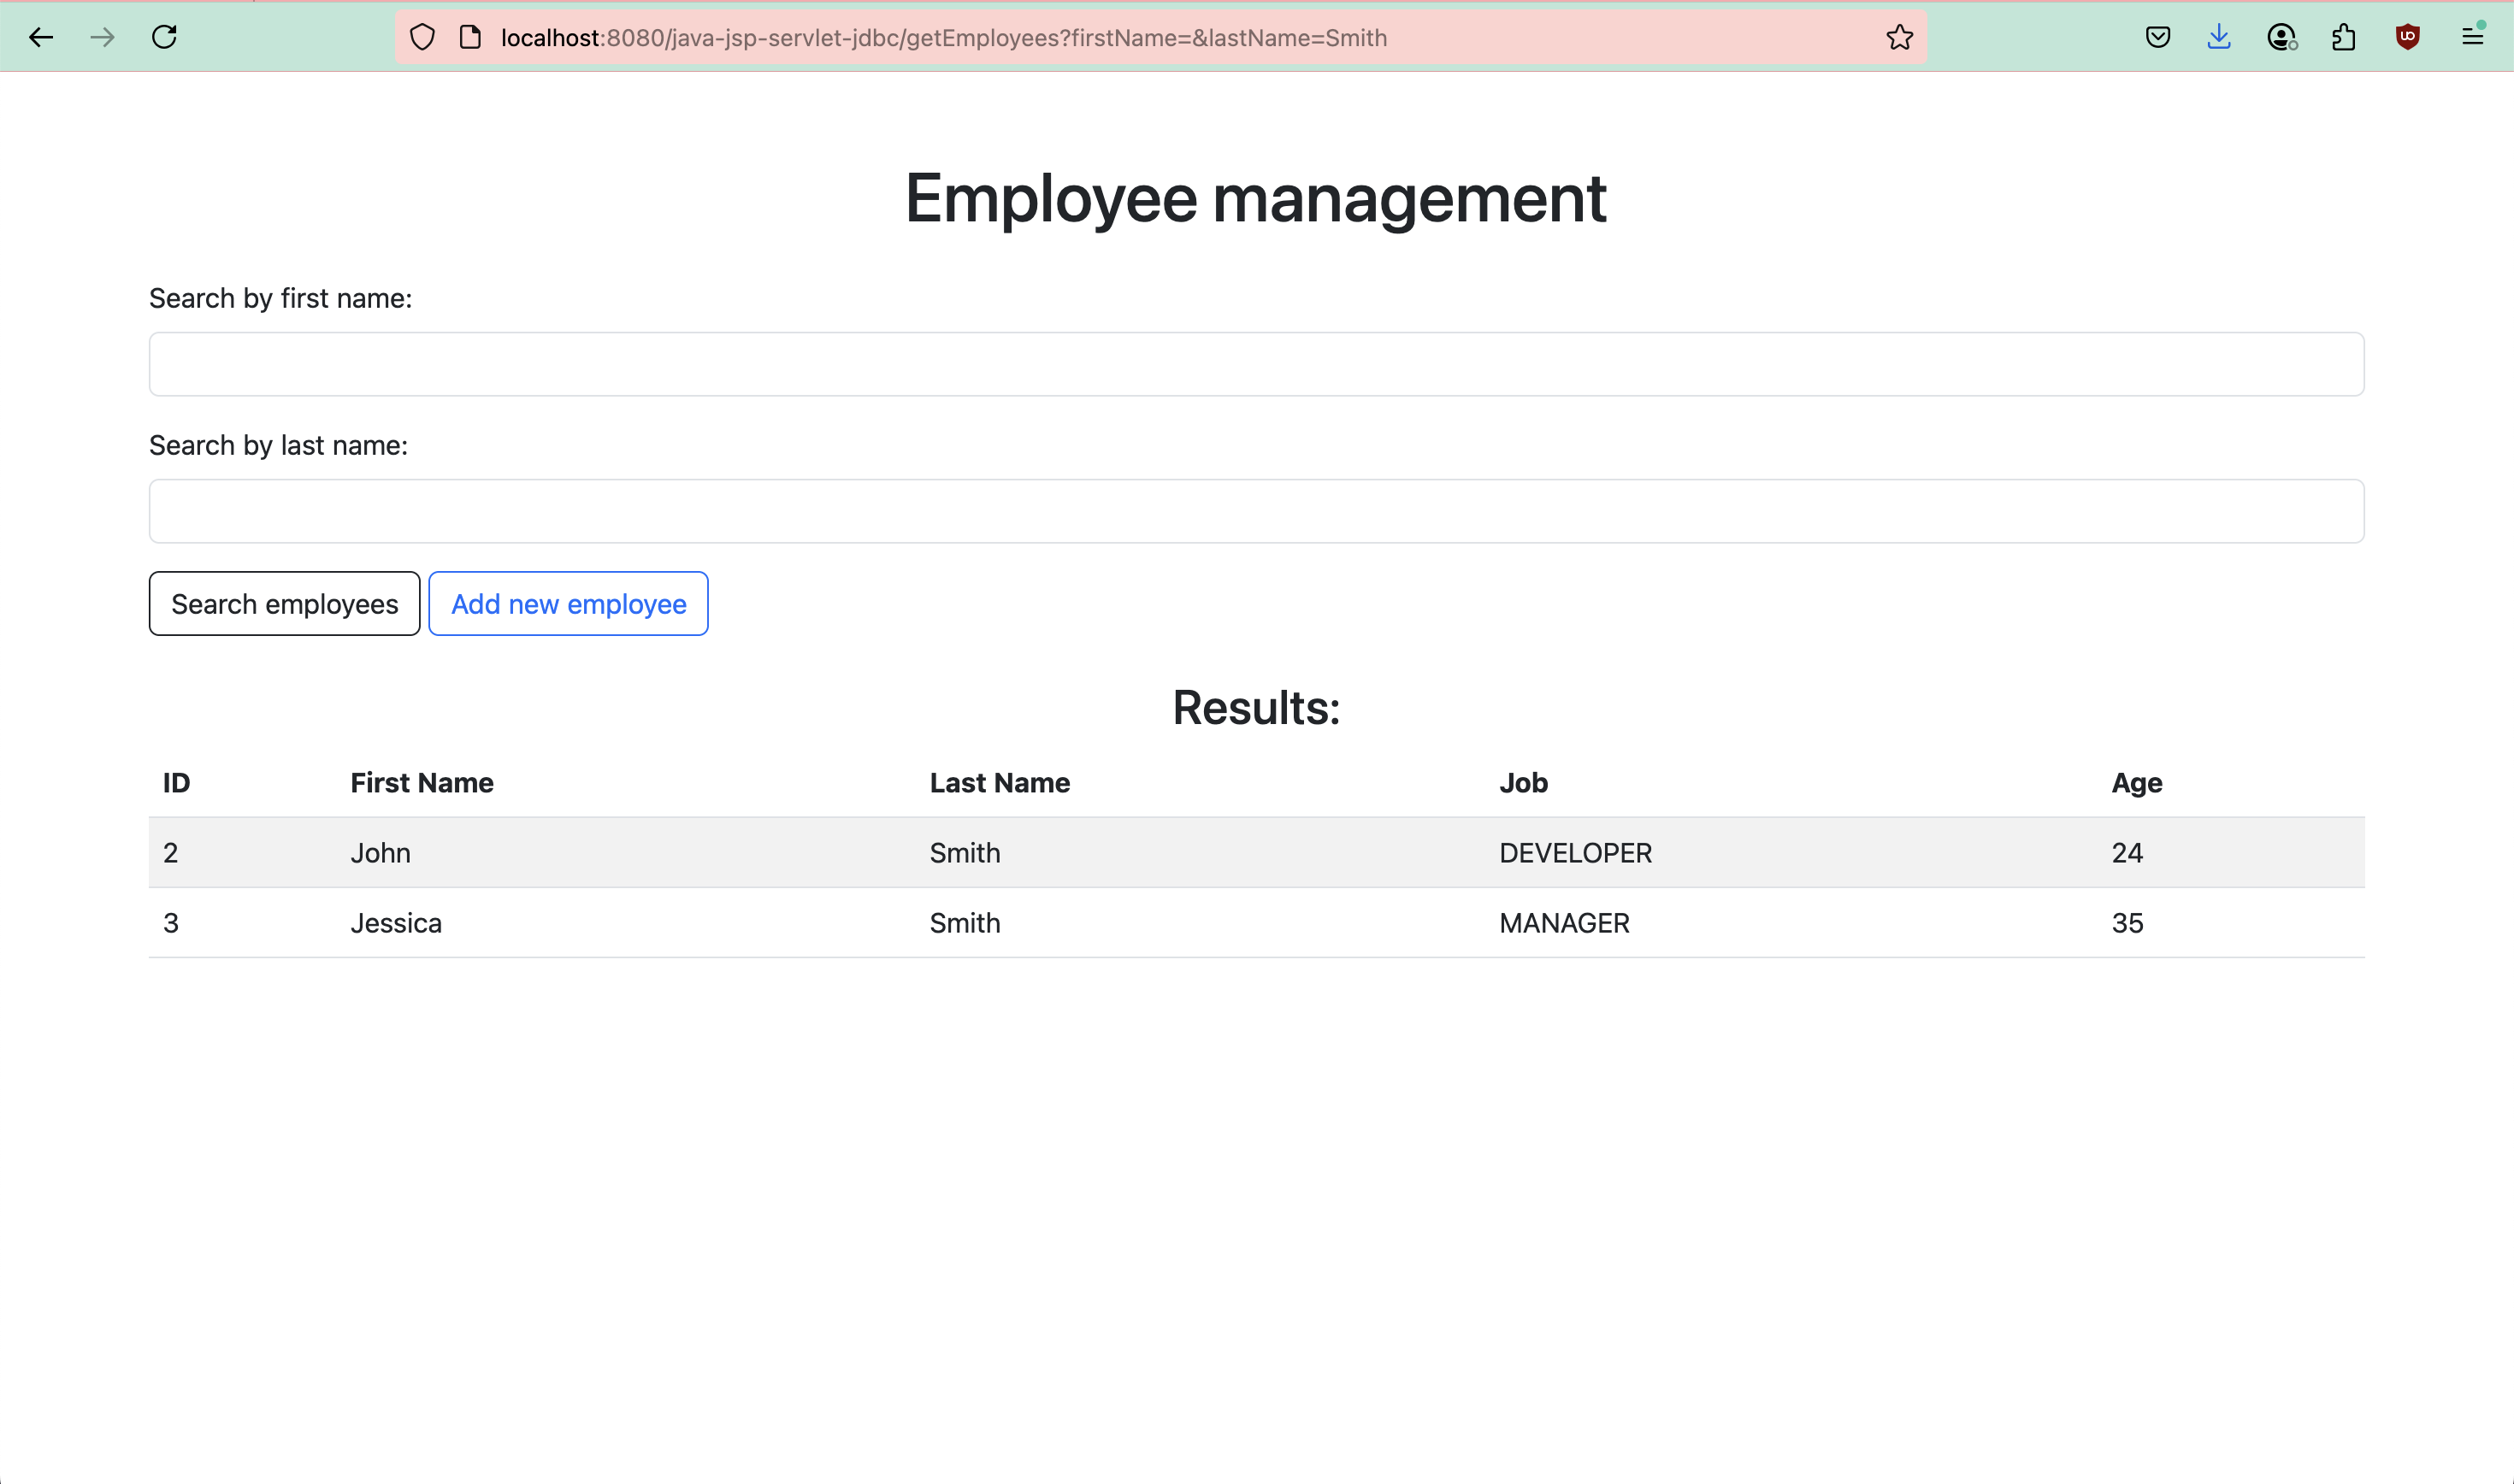 localhost:8080/java-jsp-servlet-jdbc/getEmployees?firstName=&lastName=Smith
Employee management
Search by first name:
Search by last name:
Search employees Add new employee
Results:
ID First Name Last Name Job Age
2 John Smith DEVELOPER 24
3 Jessica Smith MANAGER 35